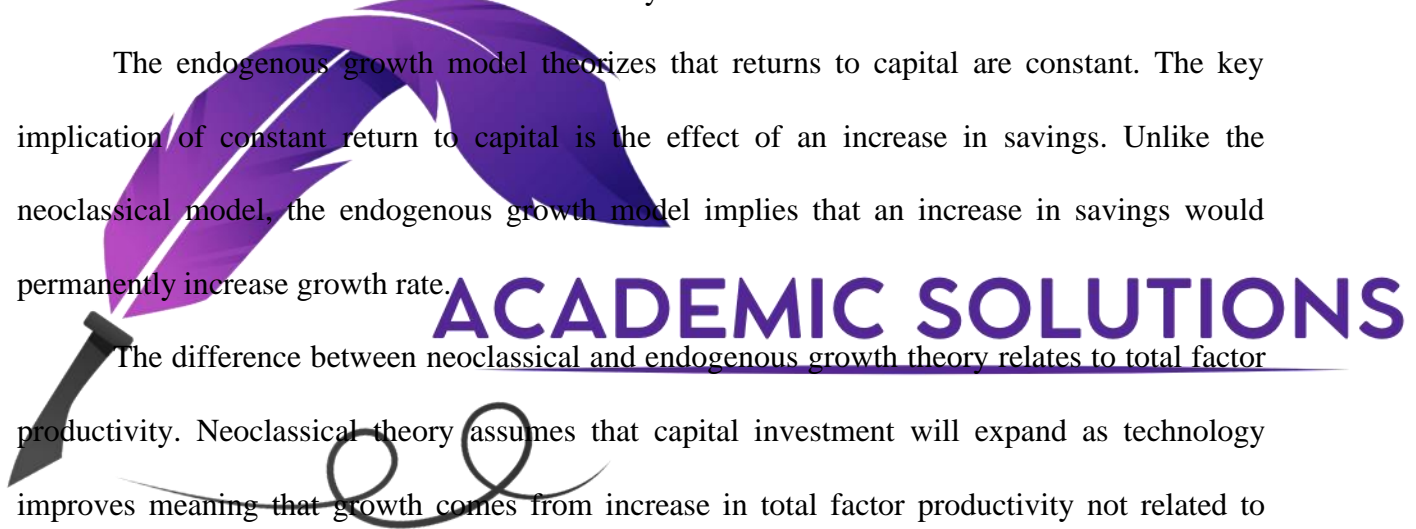 The endogenous growth model theorizes that returns to capital are constant. The key
implication of constant return to capital is the effect of an increase in savings. Unlike the
neoclassical model, the endogenous growth model implies that an increase in savings would
permanently increase growth rate.
ACADEMIC SOLUTIONS
The difference between neoclassical and endogenous growth theory relates to total factor
productivity. Neoclassical theory assumes that capital investment will expand as technology
improves meaning that growth comes from increase in total factor productivity not related to